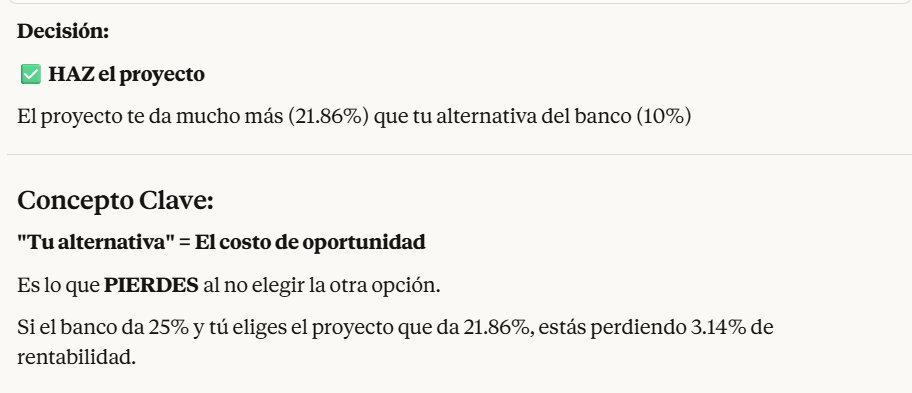 Decisión:
✅ HAZ el proyecto
El proyecto te da mucho más (21.86%) que tu alternativa del banco (10%)
Concepto Clave:
"Tu alternativa" = El costo de oportunidad
Es lo que PIERDES al no elegir la otra opción.
Si el banco da 25% y tú eliges el proyecto que da 21.86%, estás perdiendo 3.14% de
rentabilidad.